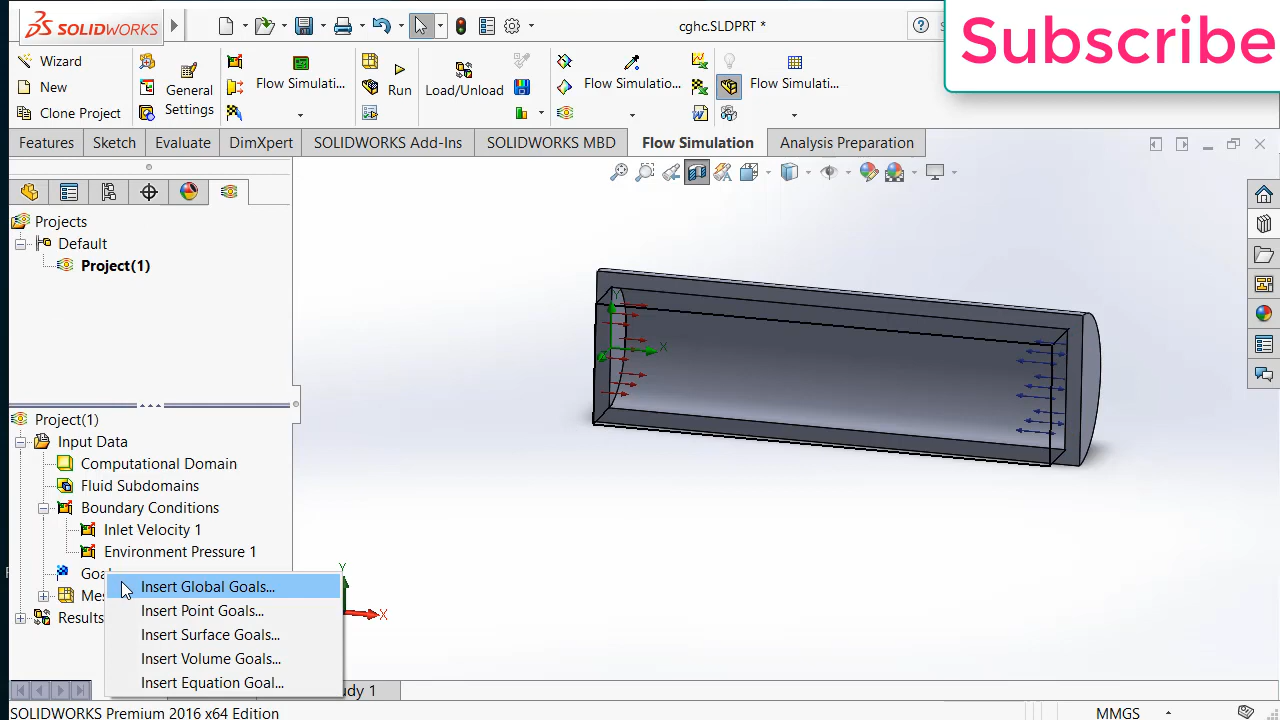 SOLIDWORKS
cghc.SLDPRT *
?
Subscribe
Wizard
New
Clone Project
General
Settings
Flow Simulati...
Run
Load/Unload
Flow Simulatio...
Flow Simulati...
Features
Sketch
Evaluate
DimXpert
SOLIDWORKS Add-Ins
SOLIDWORKS MBD
Flow Simulation
Analysis Preparation
Projects
Default
Project(1)
Y
X
Project(1)
Input Data
Computational Domain
Fluid Subdomains
Boundary Conditions
Inlet Velocity 1
Environment Pressure 1
Insert Global Goals...
Insert Point Goals...
Insert Surface Goals...
Insert Volume Goals...
Insert Equation Goal...
Results
Y
X
SOLIDWORKS Premium 2016 x64 Edition
MMGS